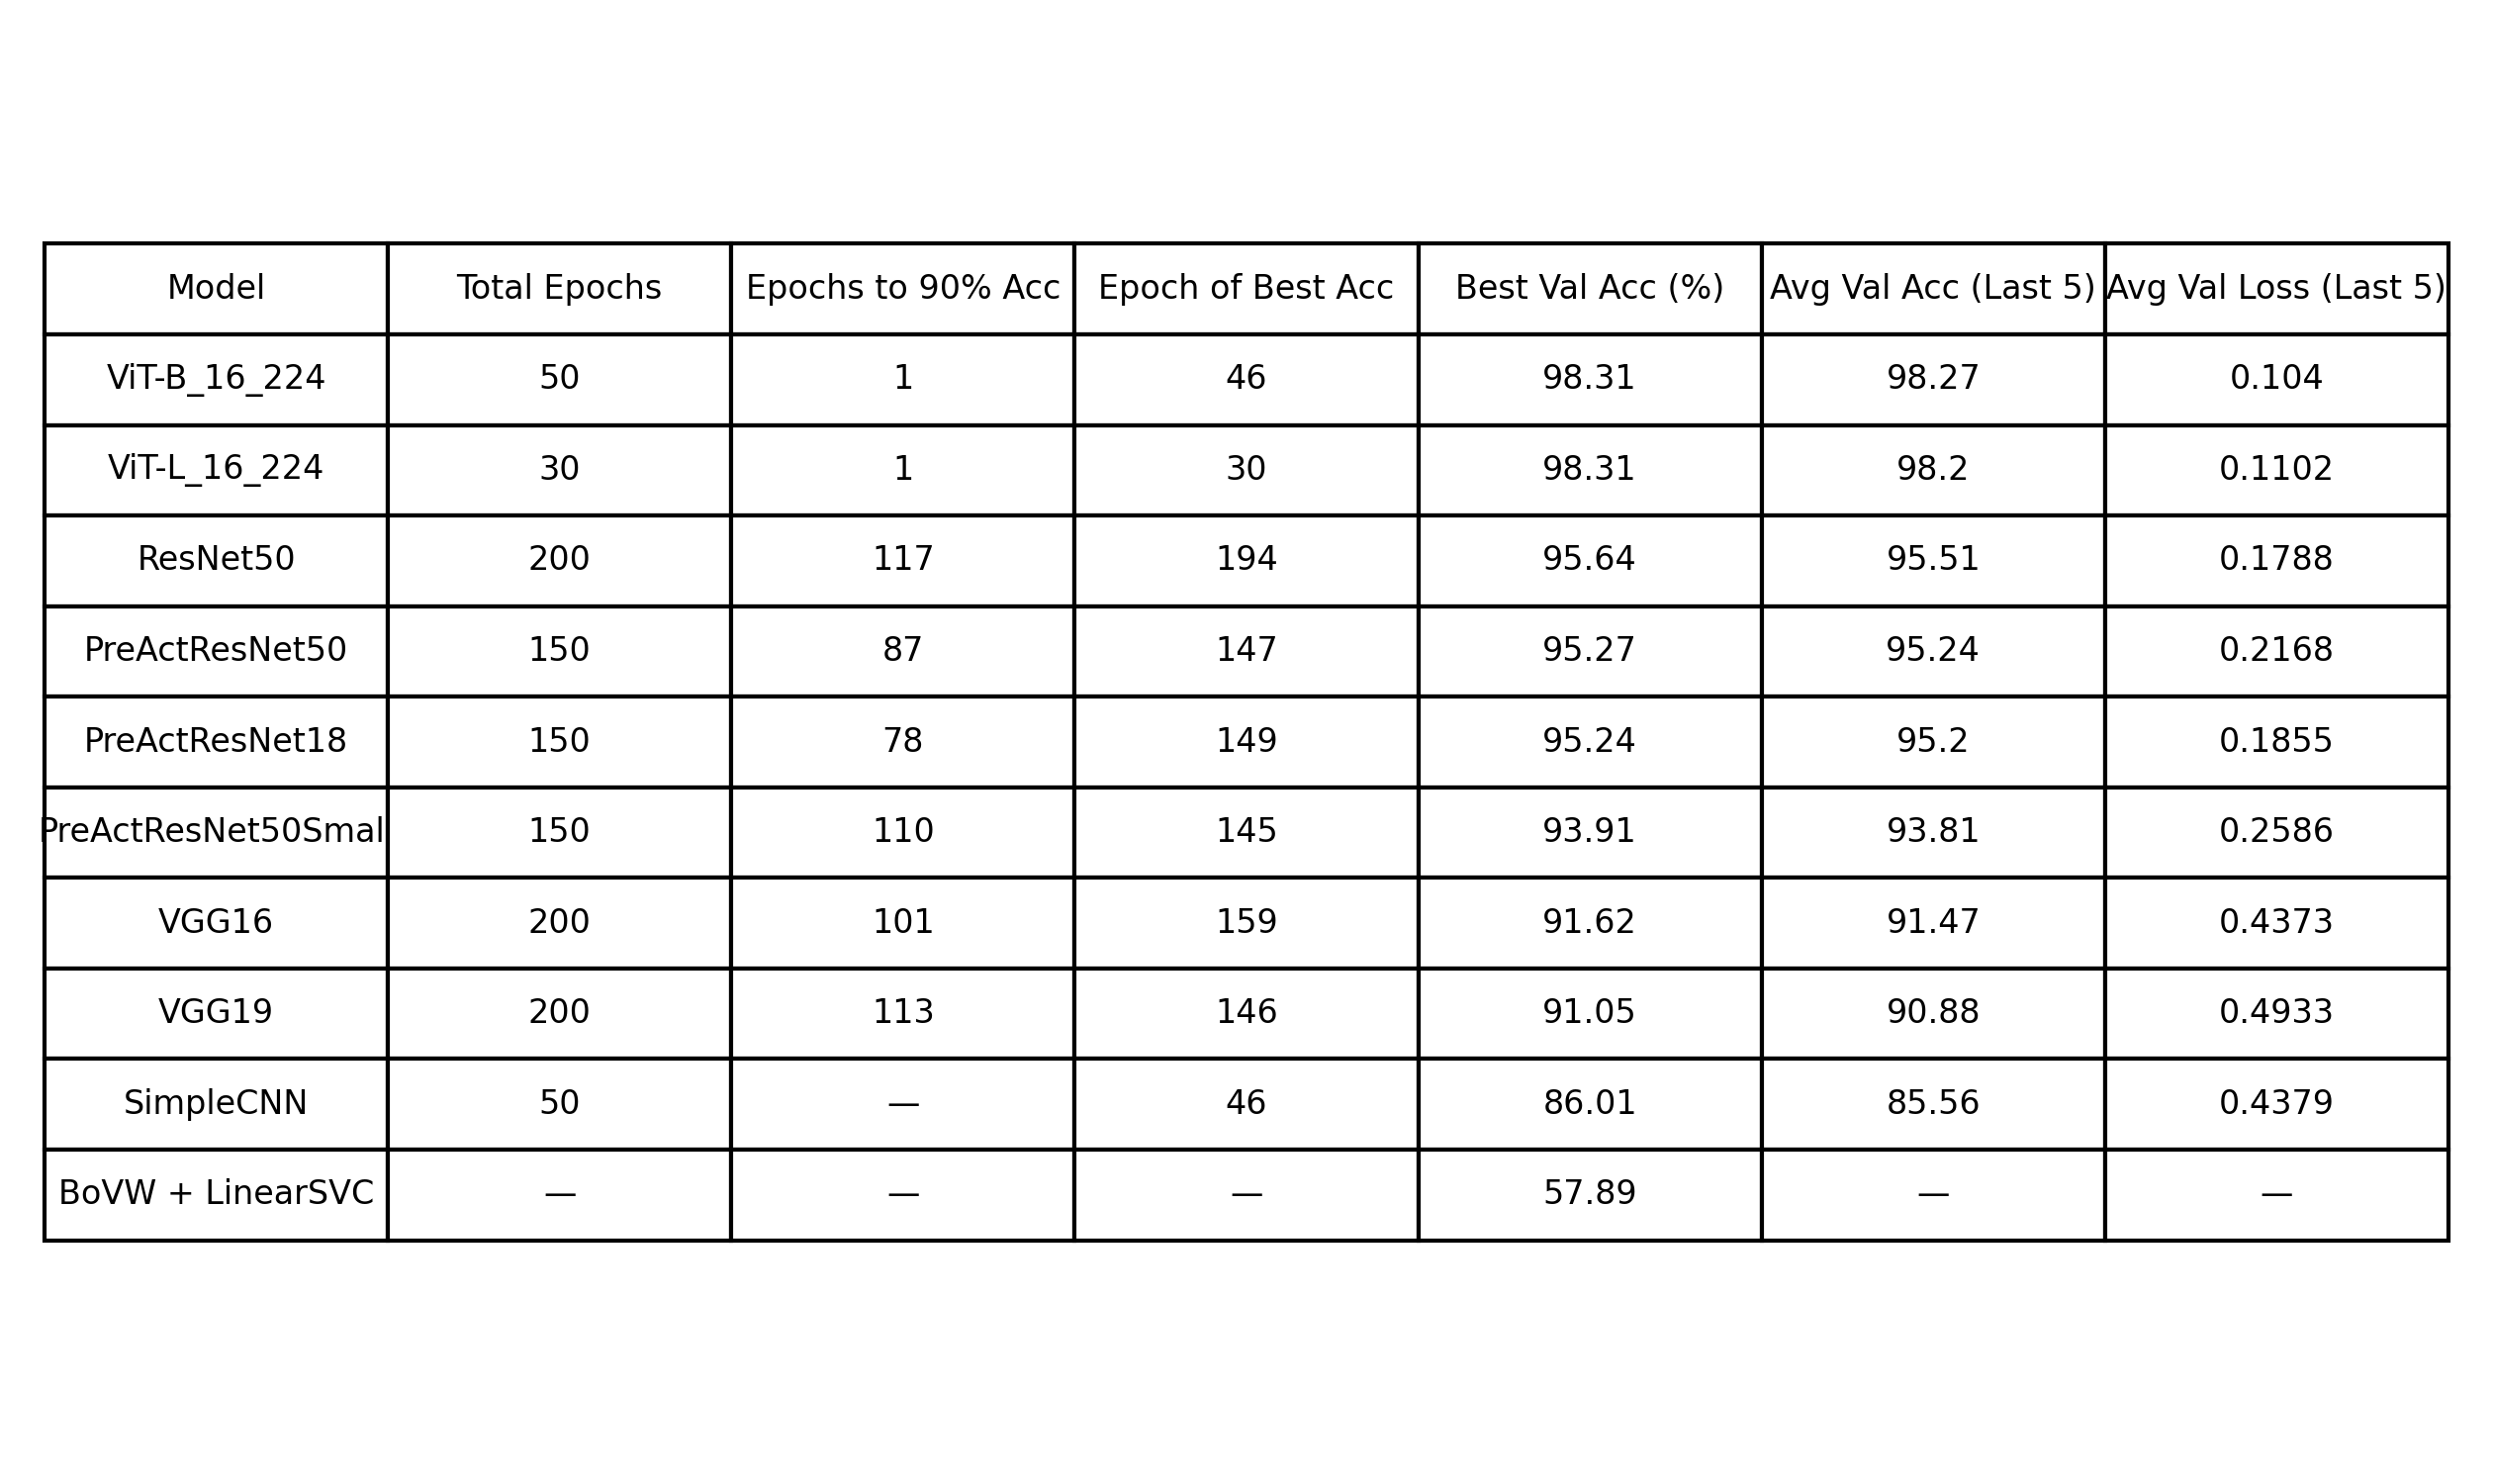 Model Total Epochs Epochs to 90% Acc Epoch of Best Acc Best Val Acc (%) Avg Val Acc (Last 5) Avg Val Loss (Last 5)
ViT-B_16_224 50 1 46 98.31 98.27 0.104
ViT-L_16_224 30 1 30 98.31 98.2 0.1102
ResNet50 200 117 194 95.64 95.51 0.1788
PreActResNet50 150 87 147 95.27 95.24 0.2168
PreActResNet18 150 78 149 95.24 95.2 0.1855
PreActResNet50Smal 150 110 145 93.91 93.81 0.2586
VGG16 200 101 159 91.62 91.47 0.4373
VGG19 200 113 146 91.05 90.88 0.4933
SimpleCNN 50 — 46 86.01 85.56 0.4379
BoVW + LinearSVC — — — 57.89 — —